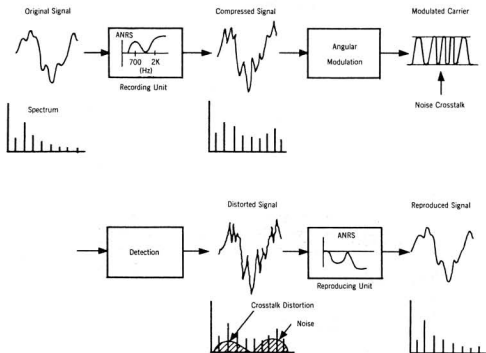 Original Signal
Compressed Signal
Modulated Carrier
ANRS
700 2K
(Hz)
Recording Unit
Angular
Modulation
Noise Crosstalk
Spectrum
Distorted Signal
Reproduced Signal
Detection
ANRS
Reproducing Unit
Crosstalk Distortion
Noise